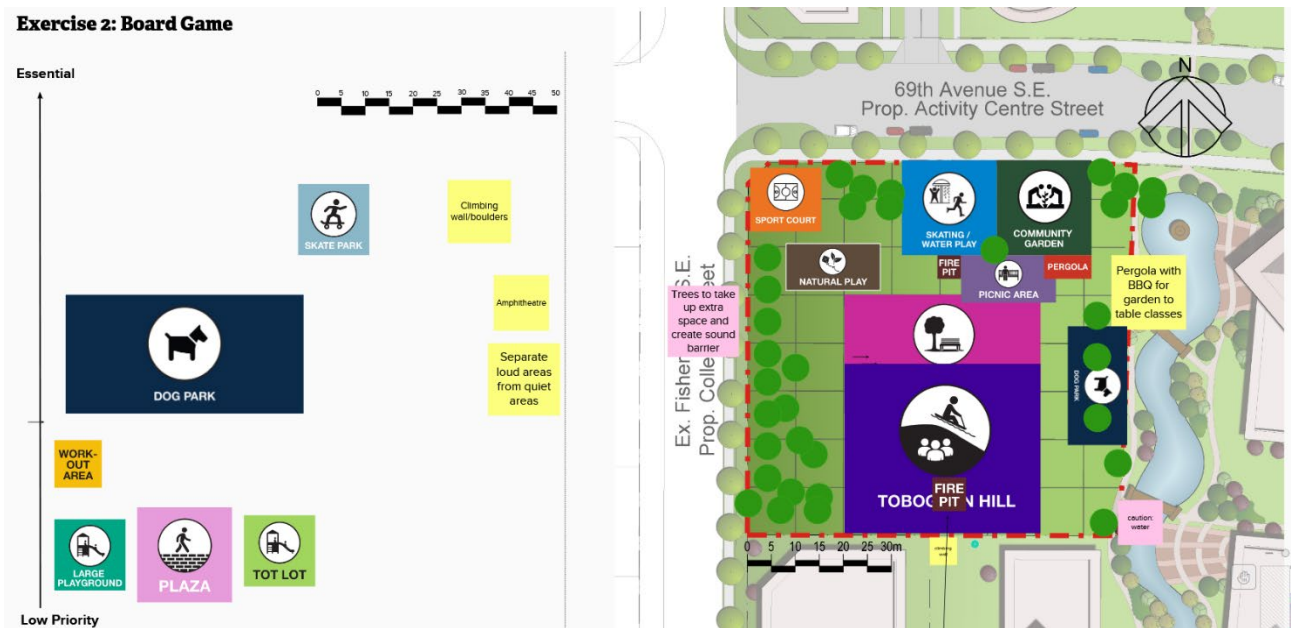 Exercise 2: Board Game
Essential
0 5 10 15 20 25 30 35 40 45 50
SKATE PARK
Climbing
wall/boulders
Amphitheatre
Separate
loud areas
from quiet
areas
DOG PARK
WORK-
OUT
AREA
LARGE
PLAYGROUND
PLAZA
TOT LOT
Low Priority
69th Avenue S.E.
Prop. Activity Centre Street
N
SPORT COURT
SKATING /
WATER PLAY
COMMUNITY
GARDEN
NATURAL PLAY
FIRE
PIT
PICNIC AREA
PERGOLA
Pergola with
BBQ for
garden to
table classes
Trees to take
up extra
space and
create sound
barrier
Ex. Fisher S.E.
Prop. Colle eet
DOG PARK
TOBOG N HILL
FIRE
PIT
caution:
water
0 5 10 15 20 25 30m